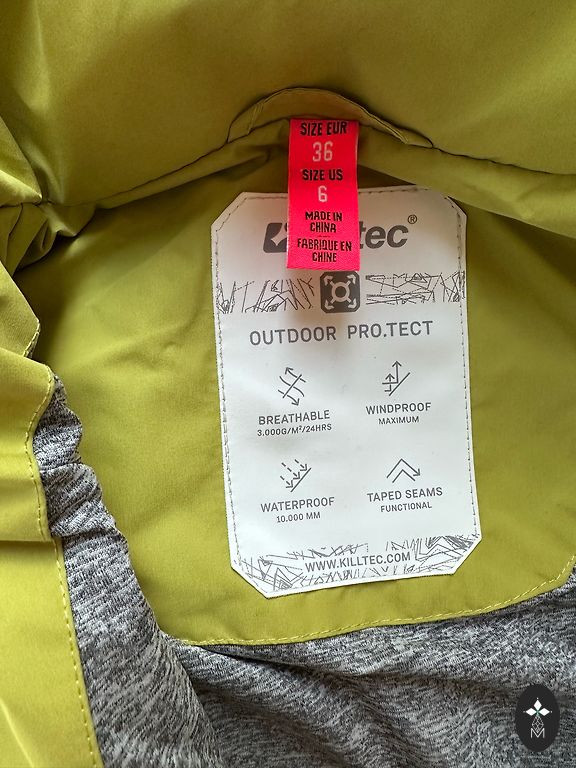 SIZE EUR
36
SIZE US
6
MADE IN
CHINA
FABRIQUE EN
CHINE
tec®
OUTDOOR PRO.TECT
BREATHABLE
3.000G/M²/24HRS
WINDPROOF
MAXIMUM
WATERPROOF
10.000 MM
TAPED SEAMS
FUNCTIONAL
WWW.KILLTEC.COM
M